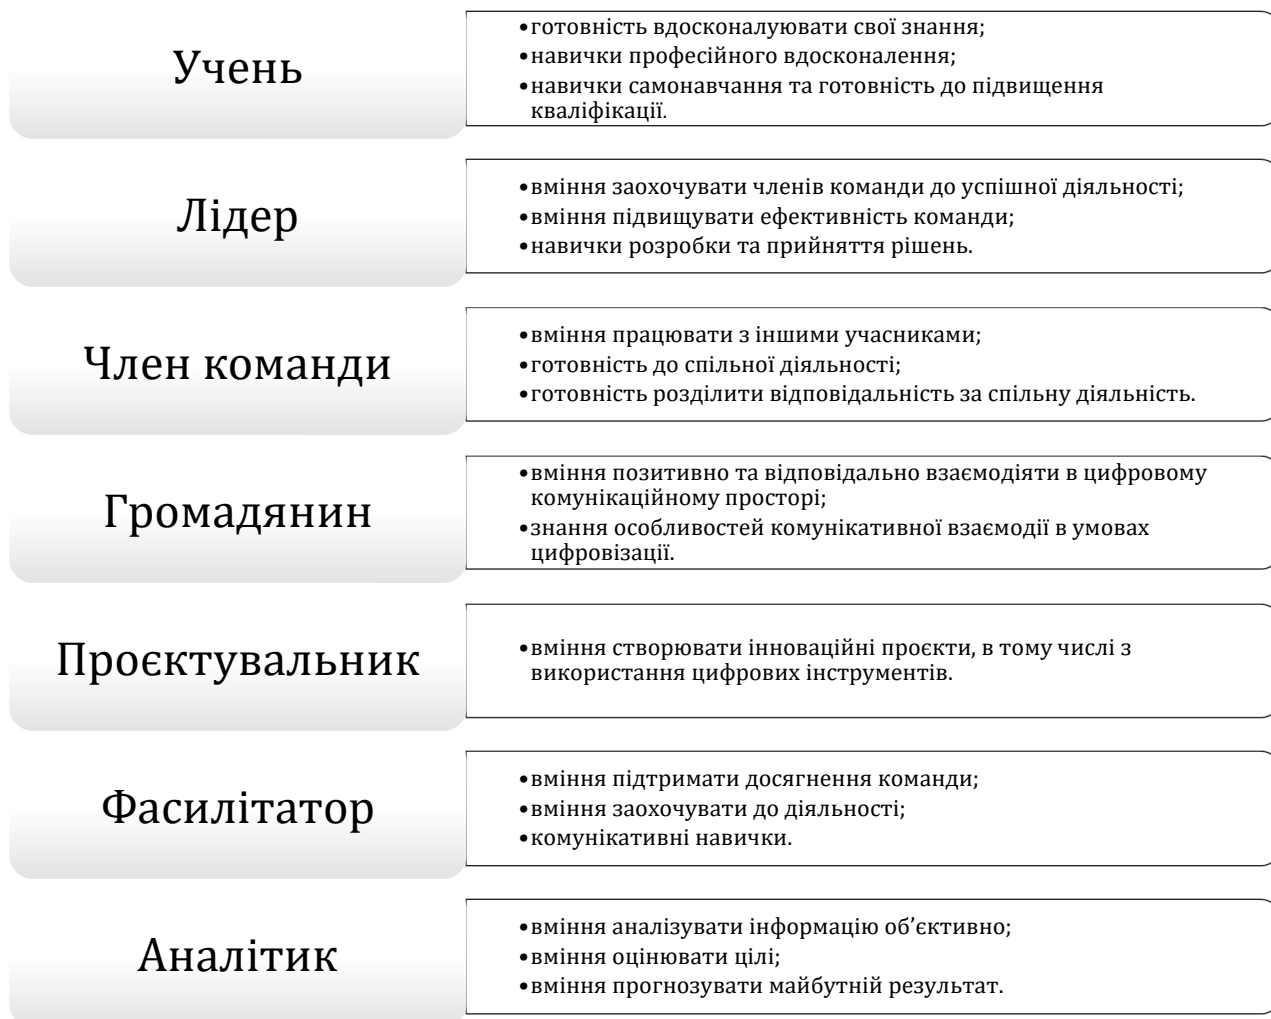 Учень
•готовність вдосконалуювати свої знання;
•навички професійного вдосконалення;
•навички самонавчання та готовність до підвищення
кваліфікації.
Лідер
•вміння заохочувати членів команди до успішної діяльності;
•вміння підвищувати ефективність команди;
•навички розробки та прийняття рішень.
Член команди
•вміння працювати з іншими учасниками;
•готовність до спільної діяльності;
•готовність розділити відповідальність за спільну діяльність.
Громадянин
•вміння позитивно та відповідально взаємодіяти в цифровому
комунікаційному просторі;
•знання особливостей комунікативної взаємодії в умовах
цифровізації.
Проєктувальник
•вміння створювати інноваційні проєкти, в тому числі з
використання цифрових інструментів.
Фасилітатор
•вміння підтримати досягнення команди;
•вміння заохочувати до діяльності;
•комунікативні навички.
Аналітик
•вміння аналізувати інформацію об’єктивно;
•вміння оцінювати цілі;
•вміння прогнозувати майбутній результат.